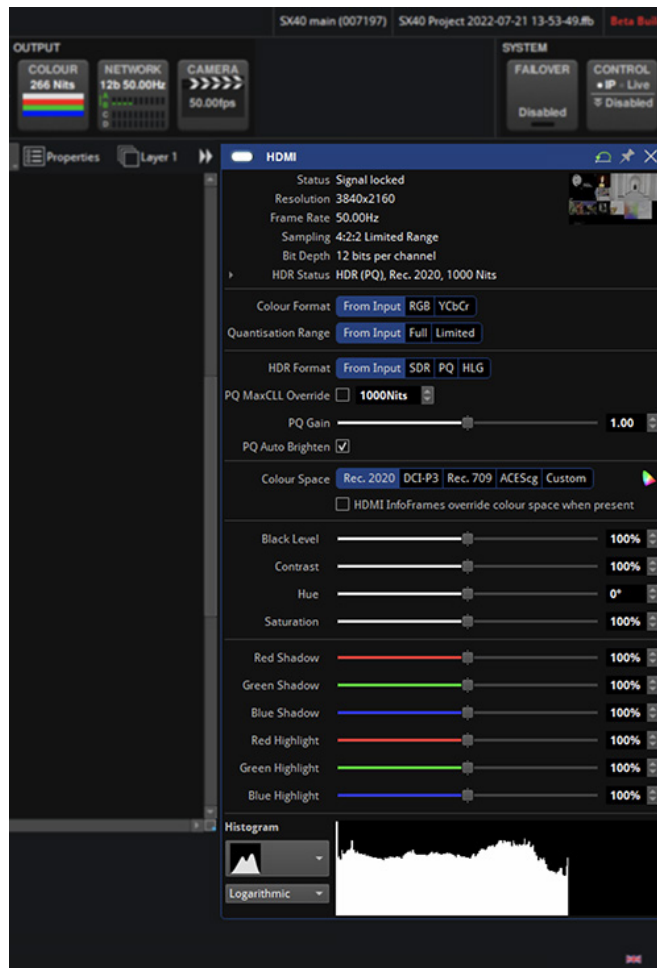 SX40 main (007197) SX40 Project 2022-07-21 13-53-49.ffb Beta Buil
OUTPUT SYSTEM
COLOUR NETWORK CAMERA FAILOVER CONTROL
266 Nits 12b 50.00Hz IP - Live
A
B
C
D
50.00fps Disabled Disabled
Properties Layer 1
HDMI
Status Signal locked
Resolution 3840x2160
Frame Rate 50.00Hz
Sampling 4:2:2 Limited Range
Bit Depth 12 bits per channel
HDR Status HDR (PQ), Rec. 2020, 1000 Nits
Colour Format From Input RGB YCbCr
Quantisation Range From Input Full Limited
HDR Format From Input SDR PQ HLG
PQ MaxCLL Override 1000Nits
PQ Gain 1.00
PQ Auto Brighten
Colour Space Rec. 2020 DCI-P3 Rec. 709 ACEScg Custom
HDMI InfoFrames override colour space when present
Black Level 100%
Contrast 100%
Hue 0°
Saturation 100%
Red Shadow 100%
Green Shadow 100%
Blue Shadow 100%
Red Highlight 100%
Green Highlight 100%
Blue Highlight 100%
Histogram
Logarithmic